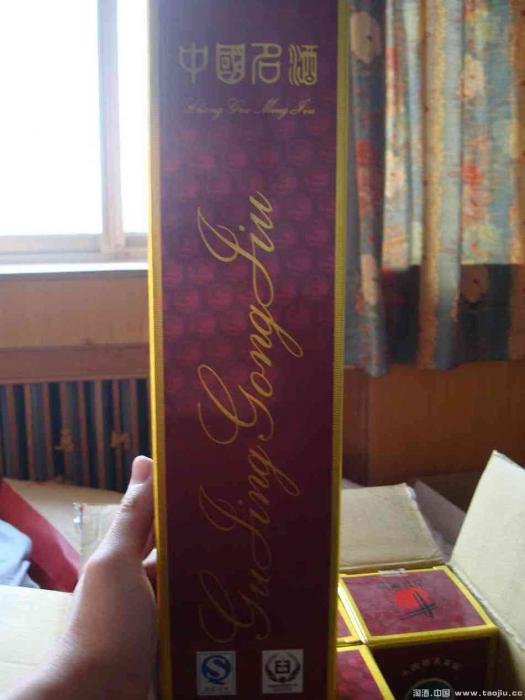 中國名酒
Zhong Guo Ming Jiu
Gu Jing Gong Jiu
淘酒.中国 www.taojiu.cc